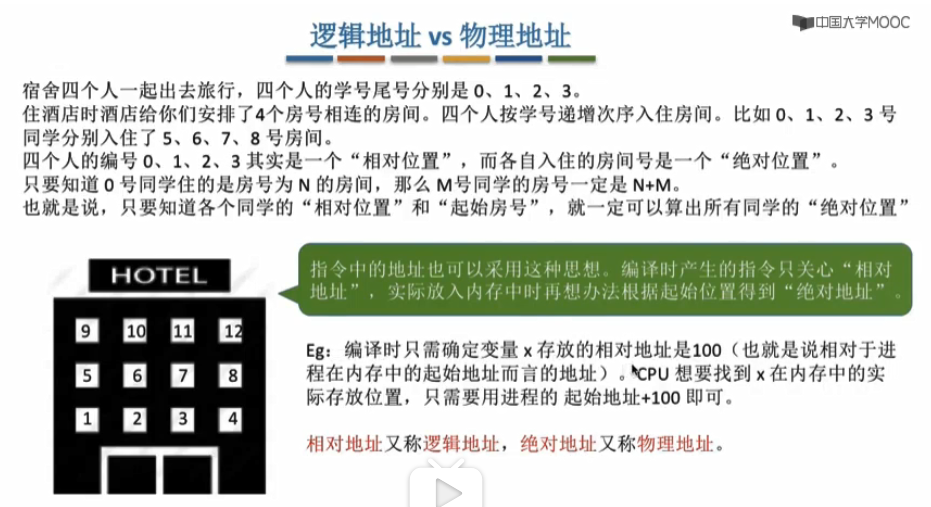 中国大学MOOC
逻辑地址 vs 物理地址
宿舍四个人一起出去旅行，四个人的学号尾号分别是 0、1、2、3。
住酒店时酒店给你们安排了4个房号相连的房间。四个人按学号递增次序入住房间。比如 0、1、2、3 号
同学分别入住了 5、6、7、8 号房间。
四个人的编号 0、1、2、3 其实是一个“相对位置”，而各自入住的房间号是一个“绝对位置”。
只要知道 0 号同学住的是房号为 N 的房间，那么 M号同学的房号一定是 N+M。
也就是说，只要知道各个同学的“相对位置”和“起始房号”，就一定可以算出所有同学的“绝对位置”
指令中的地址也可以采用这种思想。编译时产生的指令只关心“相对
地址”，实际放入内存中时再想办法根据起始位置得到“绝对地址”。
HOTEL
9 10 11 12
5 6 7 8
1 2 3 4
Eg：编译时只需确定变量 x 存放的相对地址是100（也就是说相对于进
程在内存中的起始地址而言的地址）。CPU 想要找到 x 在内存中的实
际存放位置，只需要用进程的 起始地址+100 即可。
相对地址又称逻辑地址，绝对地址又称物理地址。